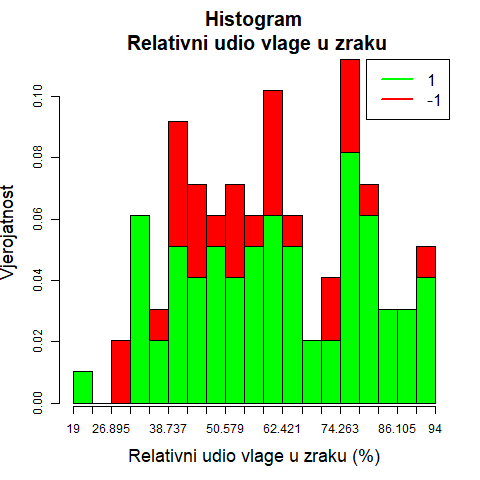 Histogram
Relativni udio vlage u zraku
1
-1
Vjerojatnost
0.10
0.08
0.06
0.04
0.02
0.00
19 26.895 38.737 50.579 62.421 74.263 86.105 94
Relativni udio vlage u zraku (%)